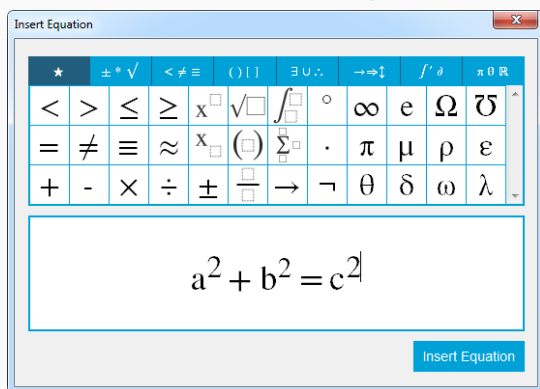 Insert Equation
★ ± * √ < ≠ ≡ ( ) [ ] ∃ ∪ ∴ →⇒↕ ∫ ′ ∂ π θ ℝ
< > ≤ ≥ x□ √□ ∫□□ ° ∞ e Ω ℧
= ≠ ≡ ≈ x□ (□) Σ□ · π μ ρ ε
+ - × ÷ ± □/□ → ¬ θ δ ω λ
a² + b² = c²
Insert Equation